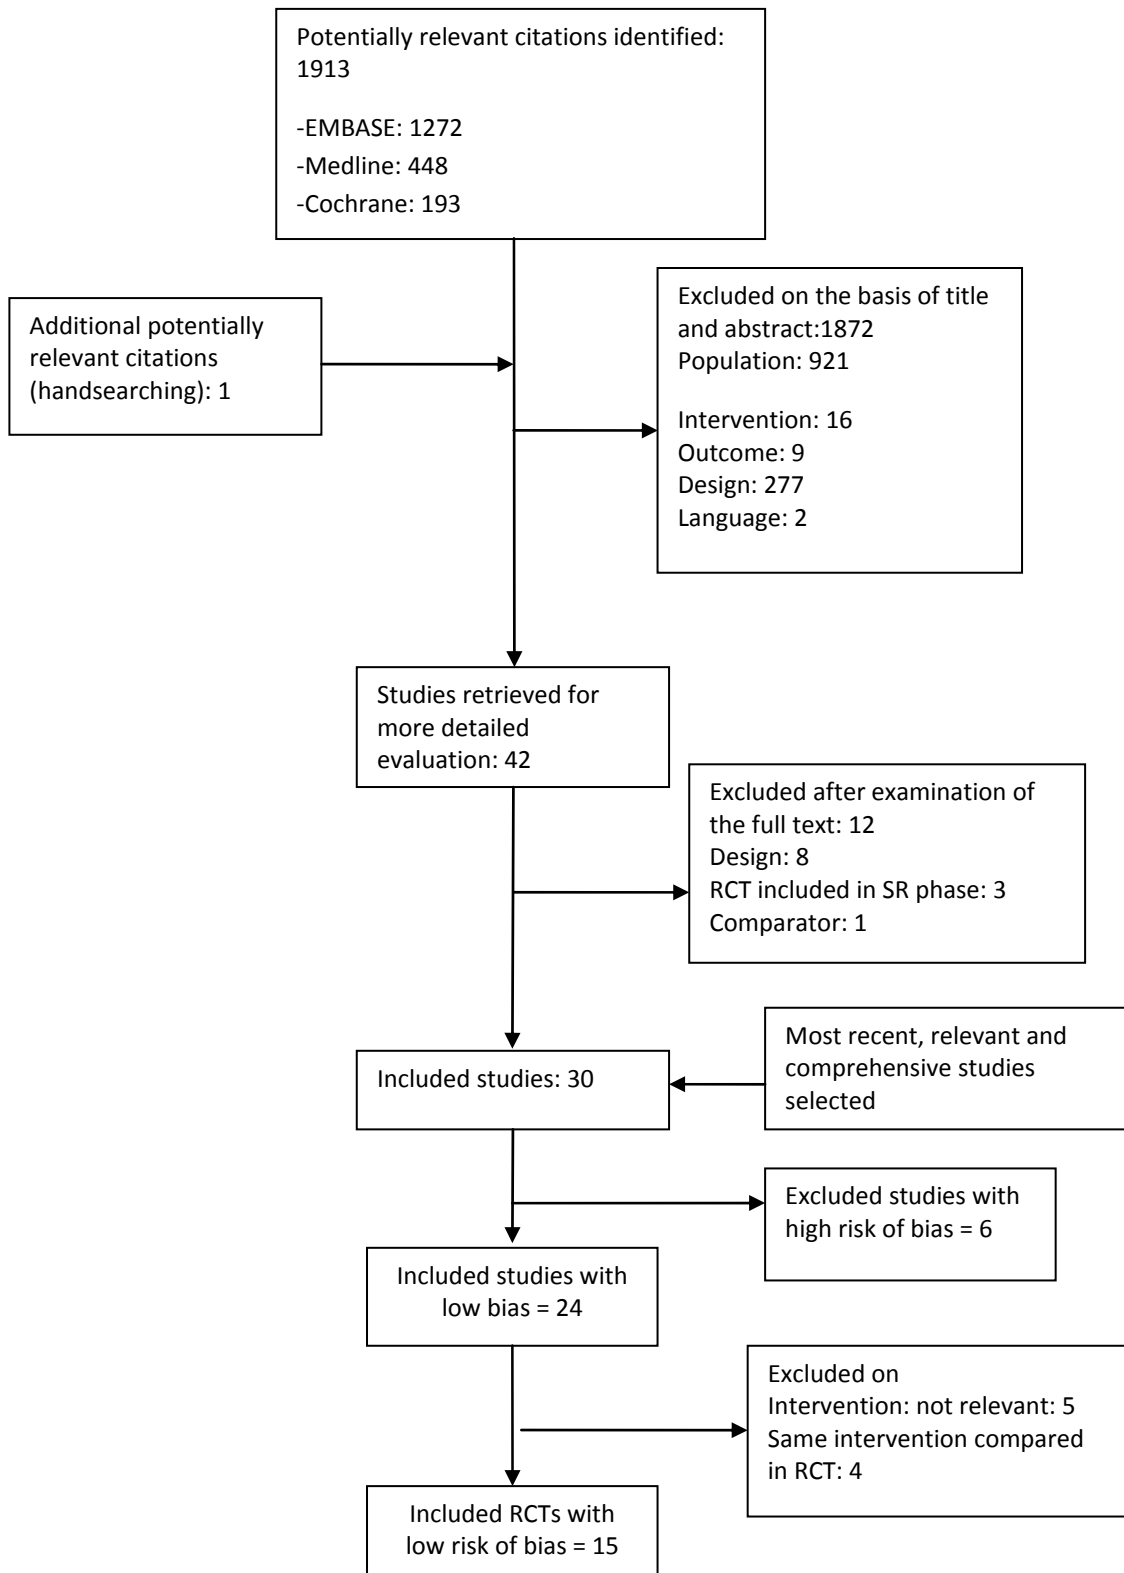 Potentially relevant citations identified:
1913
-EMBASE: 1272
-Medline: 448
-Cochrane: 193
Additional potentially
relevant citations
(handsearching): 1
Excluded on the basis of title
and abstract:1872
Population: 921
Intervention: 16
Outcome: 9
Design: 277
Language: 2
Studies retrieved for
more detailed
evaluation: 42
Excluded after examination of
the full text: 12
Design: 8
RCT included in SR phase: 3
Comparator: 1
Included studies: 30
Most recent, relevant and
comprehensive studies
selected
Excluded studies with
high risk of bias = 6
Included studies with
low bias = 24
Excluded on
Intervention: not relevant: 5
Same intervention compared
in RCT: 4
Included RCTs with
low risk of bias = 15